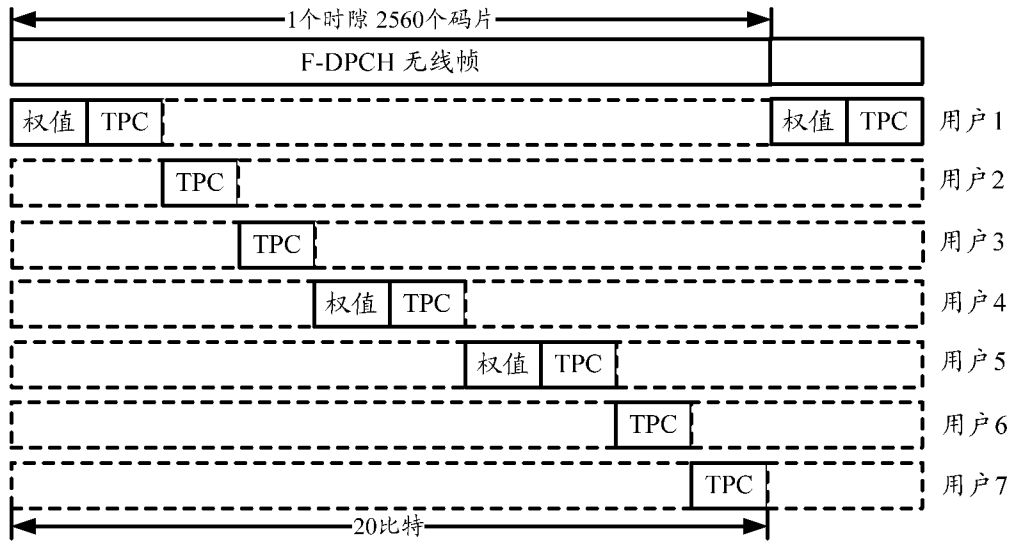 1个时隙 2560个码片
F-DPCH 无线帧
权值 TPC 权值 TPC 用户1
TPC 用户2
TPC 用户3
权值 TPC 用户4
权值 TPC 用户5
TPC 用户6
TPC 用户7
20比特